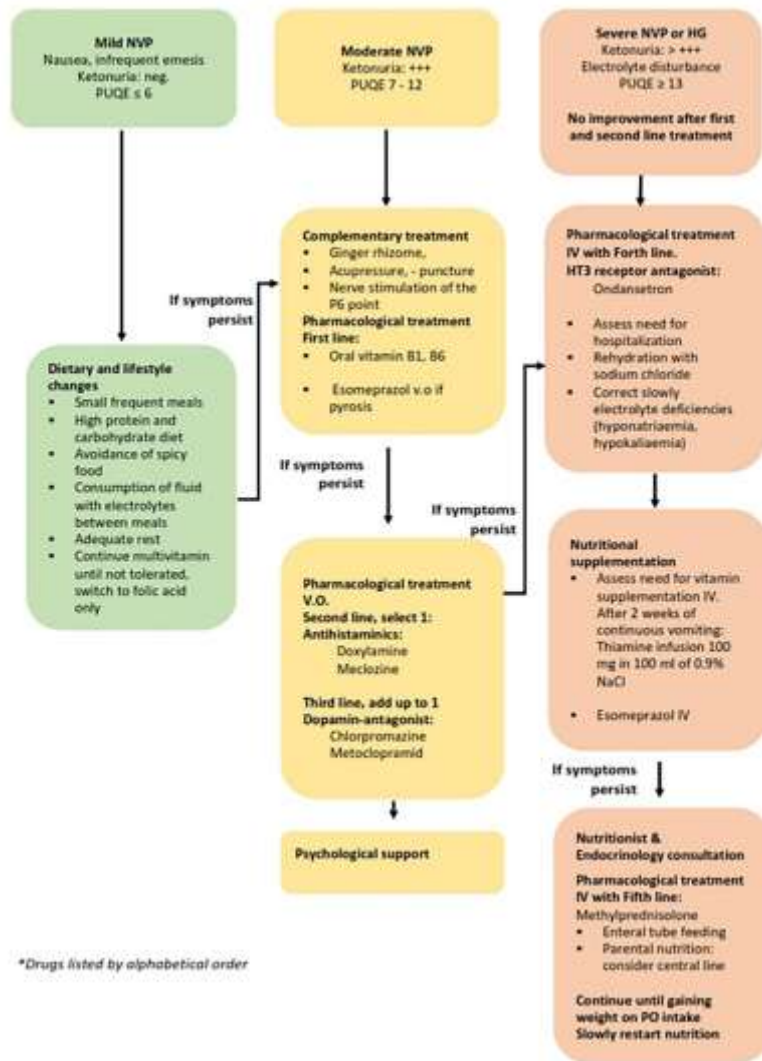 Mild NVP
Nausea, infrequent emesis
Ketonuria: neg.
PUQE ≤ 6
Dietary and lifestyle
changes
▪ Small frequent meals
▪ High protein and
carbohydrate diet
▪ Avoidance of spicy
food
▪ Consumption of fluid
with electrolytes
between meals
▪ Adequate rest
▪ Continue multivitamin
until not tolerated,
switch to folic acid
only
If symptoms
persist
Moderate NVP
Ketonuria: +++
PUQE 7 - 12
Complementary treatment
▪ Ginger rhizome,
▪ Acupressure, - puncture
▪ Nerve stimulation of the
P6 point
Pharmacological treatment
First line:
▪ Oral vitamin B1, B6
▪ Esomeprazol v.o if
pyrosis
If symptoms
persist
Pharmacological treatment
V.O.
Second line, select 1:
Antihistaminics:
Doxylamine
Meclozine
Third line, add up to 1
Dopamin-antagonist:
Chlorpromazine
Metoclopramid
Psychological support
If symptoms
persist
Severe NVP or HG
Ketonuria: > +++
Electrolyte disturbance
PUQE ≥ 13
No improvement after first
and second line treatment
Pharmacological treatment
IV with Forth line.
HT3 receptor antagonist:
Ondansetron
▪ Assess need for
hospitalization
▪ Rehydration with
sodium chloride
▪ Correct slowly
electrolyte deficiencies
(hyponatriaemia,
hypokaliaemia)
Nutritional
supplementation
▪ Assess need for vitamin
supplementation IV.
After 2 weeks of
continuous vomiting:
Thiamine infusion 100
mg in 100 ml of 0.9%
NaCl
▪ Esomeprazol IV
If symptoms
persist
Nutritionist &
Endocrinology consultation
Pharmacological treatment
IV with Fifth line:
Methylprednisolone
▪ Enteral tube feeding
▪ Parental nutrition:
consider central line
Continue until gaining
weight on PO intake
Slowly restart nutrition
*Drugs listed by alphabetical order